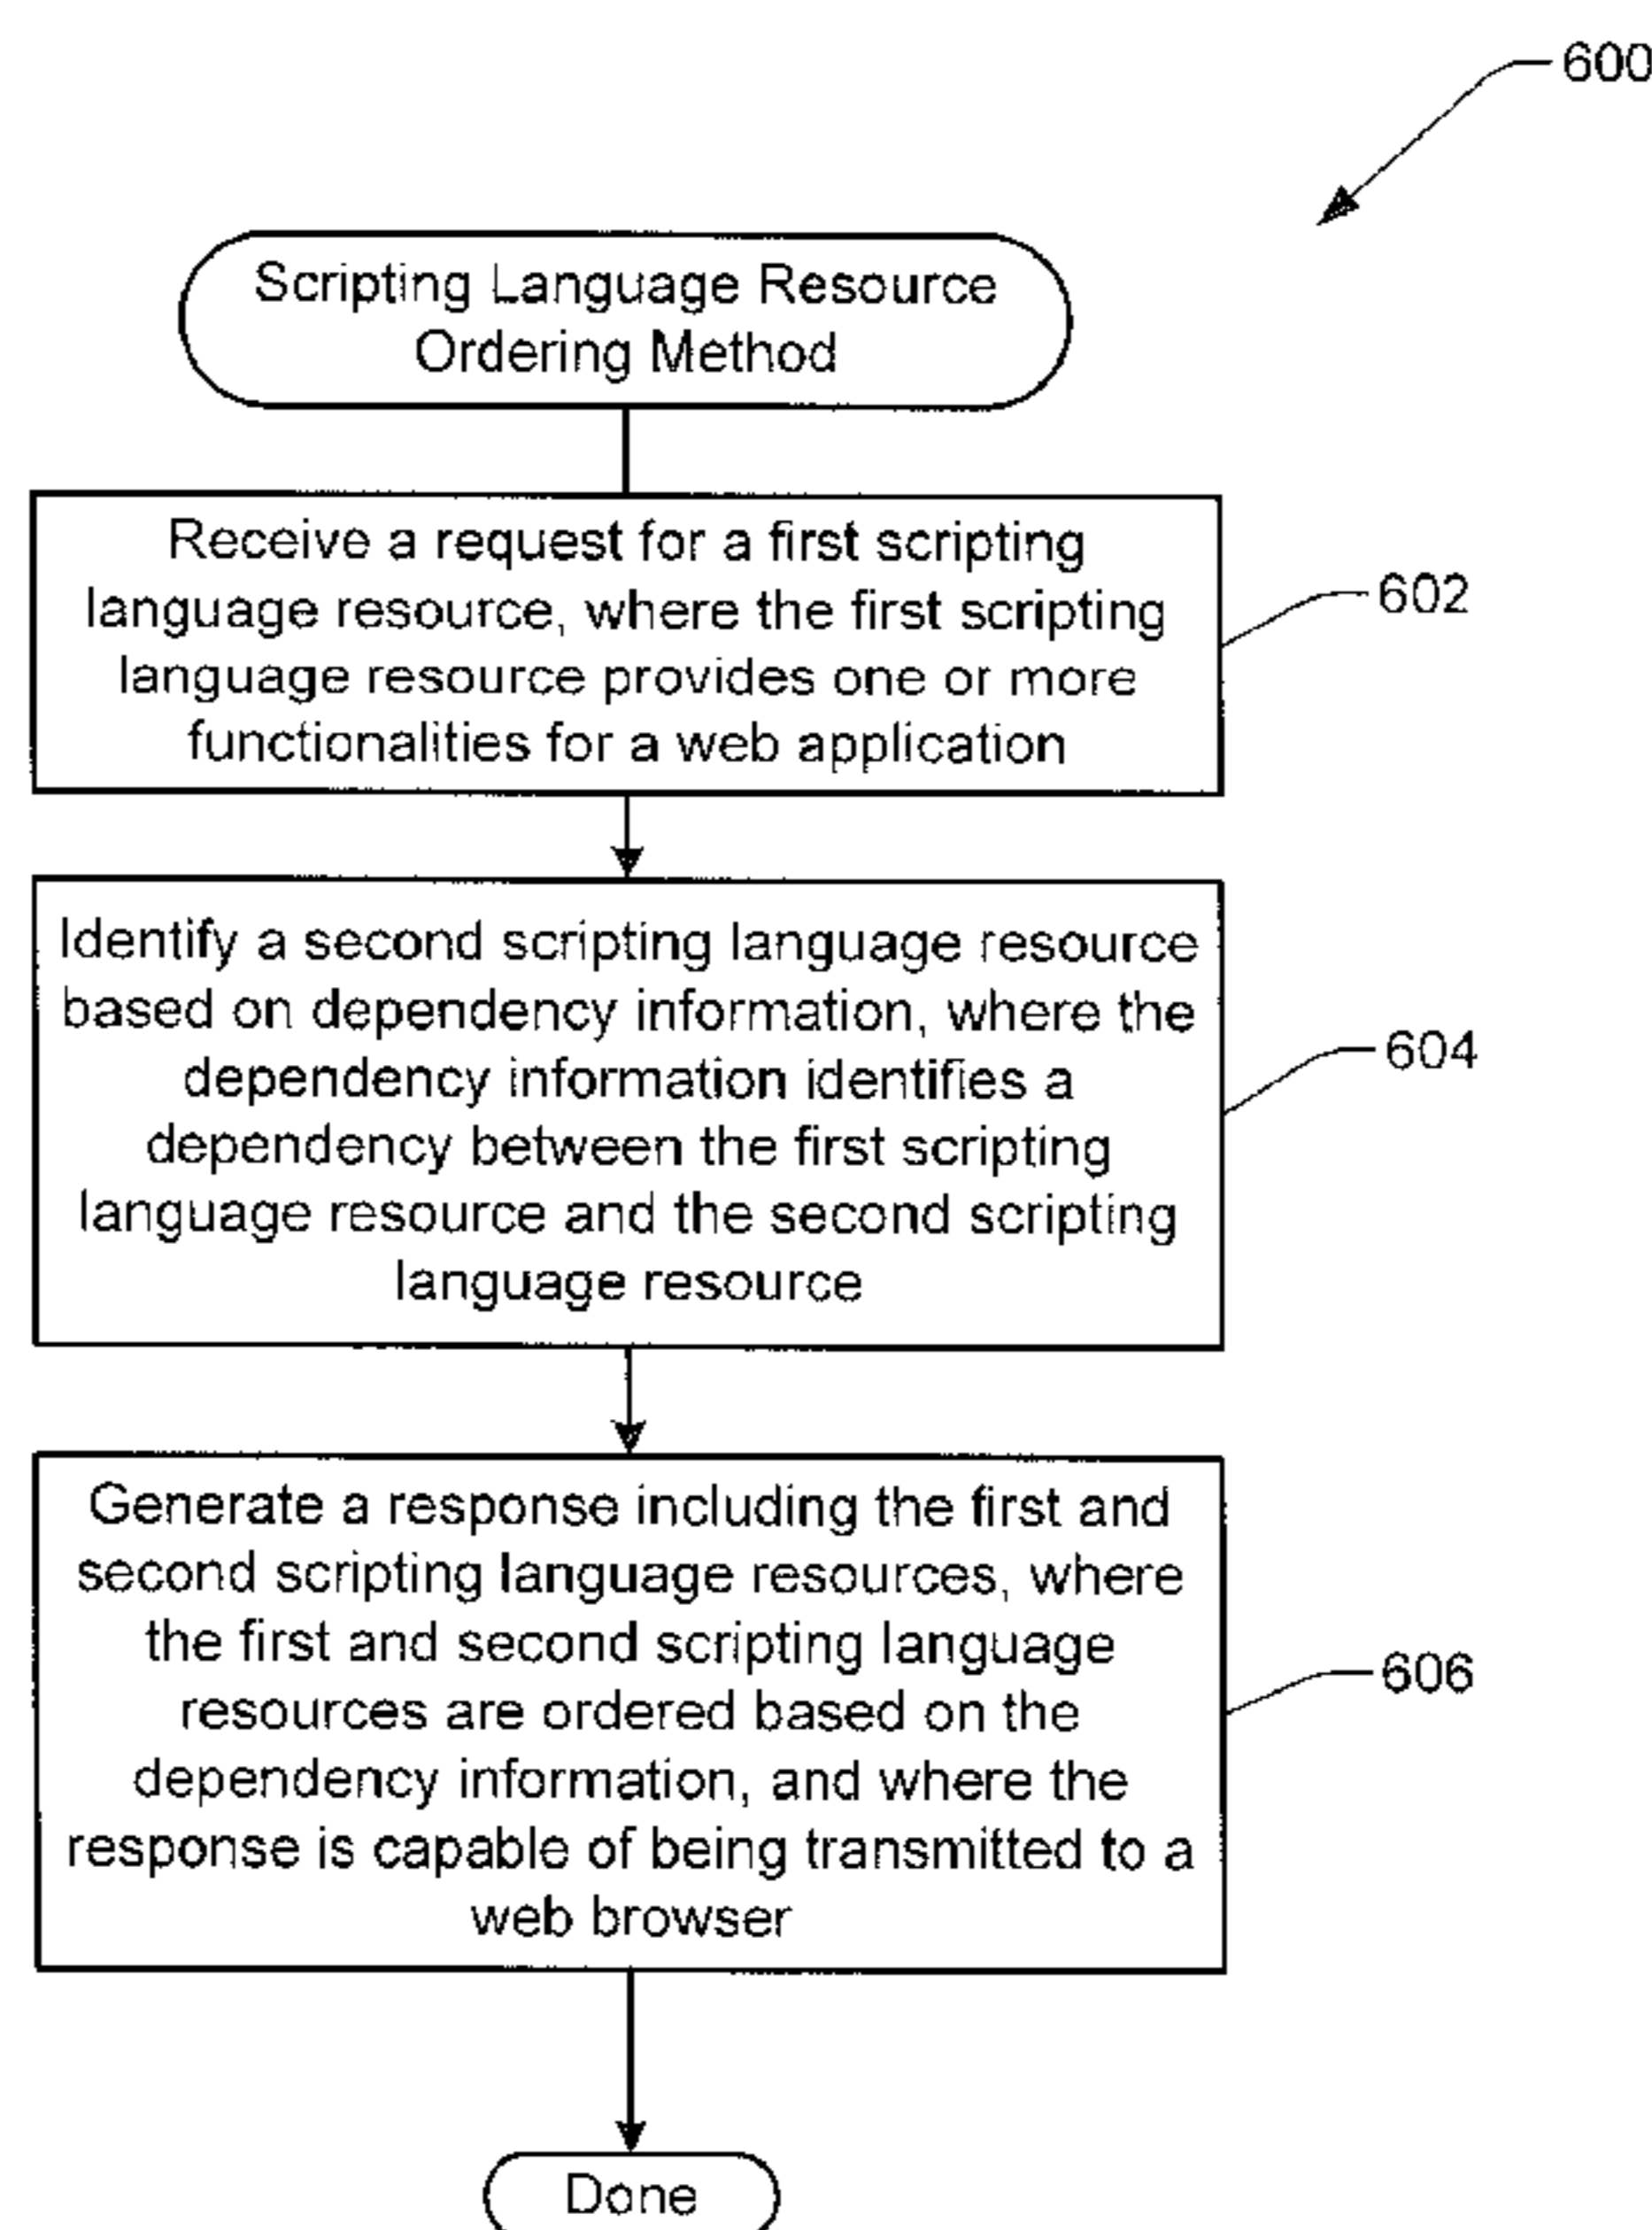 600
Scripting Language Resource
Ordering Method
Receive a request for a first scripting
language resource, where the first scripting
language resource provides one or more
functionalities for a web application
602
Identify a second scripting language resource
based on dependency information, where the
dependency information identifies a
dependency between the first scripting
language resource and the second scripting
language resource
604
Generate a response including the first and
second scripting language resources, where
the first and second scripting language
resources are ordered based on the
dependency information, and where the
response is capable of being transmitted to a
web browser
606
Done